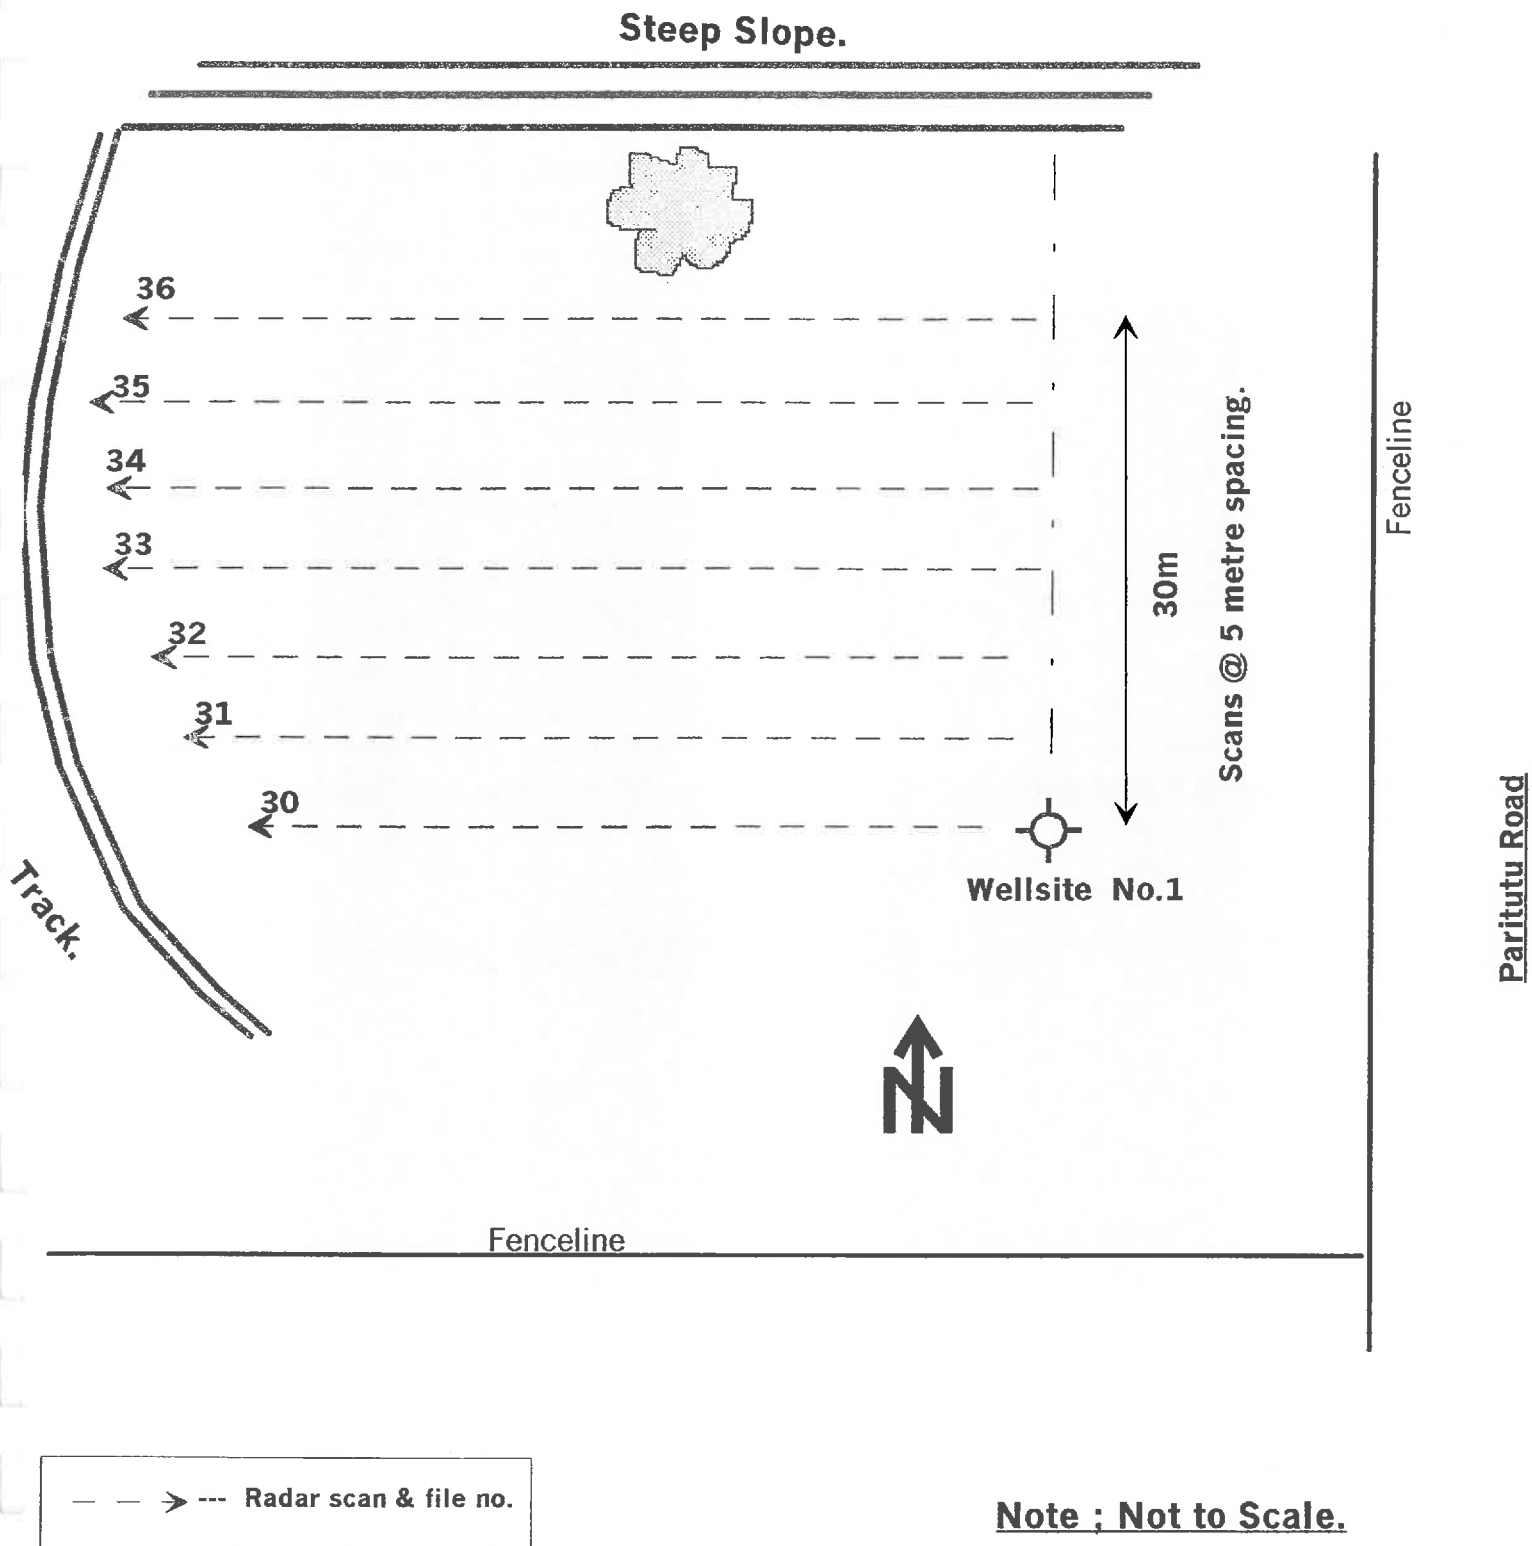 Steep Slope.
36
35
34
33
32
31
30
30m
Scans @ 5 metre spacing.
Fenceline
Paritutu Road
Wellsite No.1
Track.
N
Fenceline
--- Radar scan & file no.
Note ; Not to Scale.